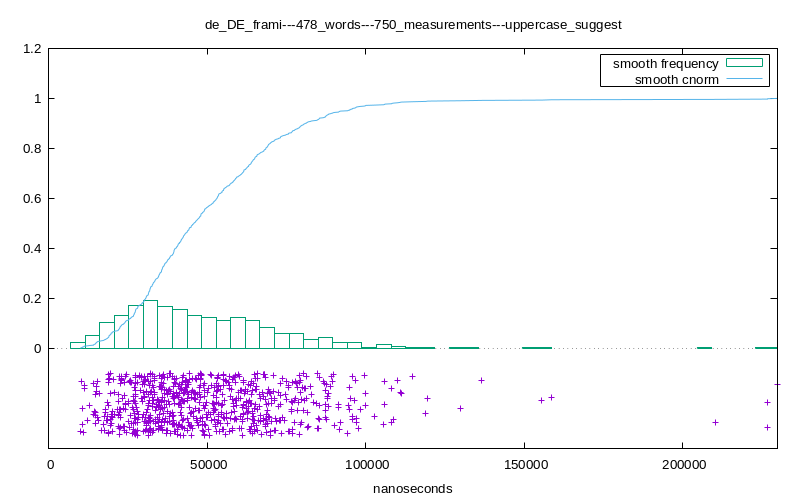 de_DE_frami---478_words---750_measurements---uppercase_suggest
1.2
smooth frequency
smooth cnorm
1
0.8
0.6
0.4
0.2
0
0 50000 100000 150000 200000
nanoseconds